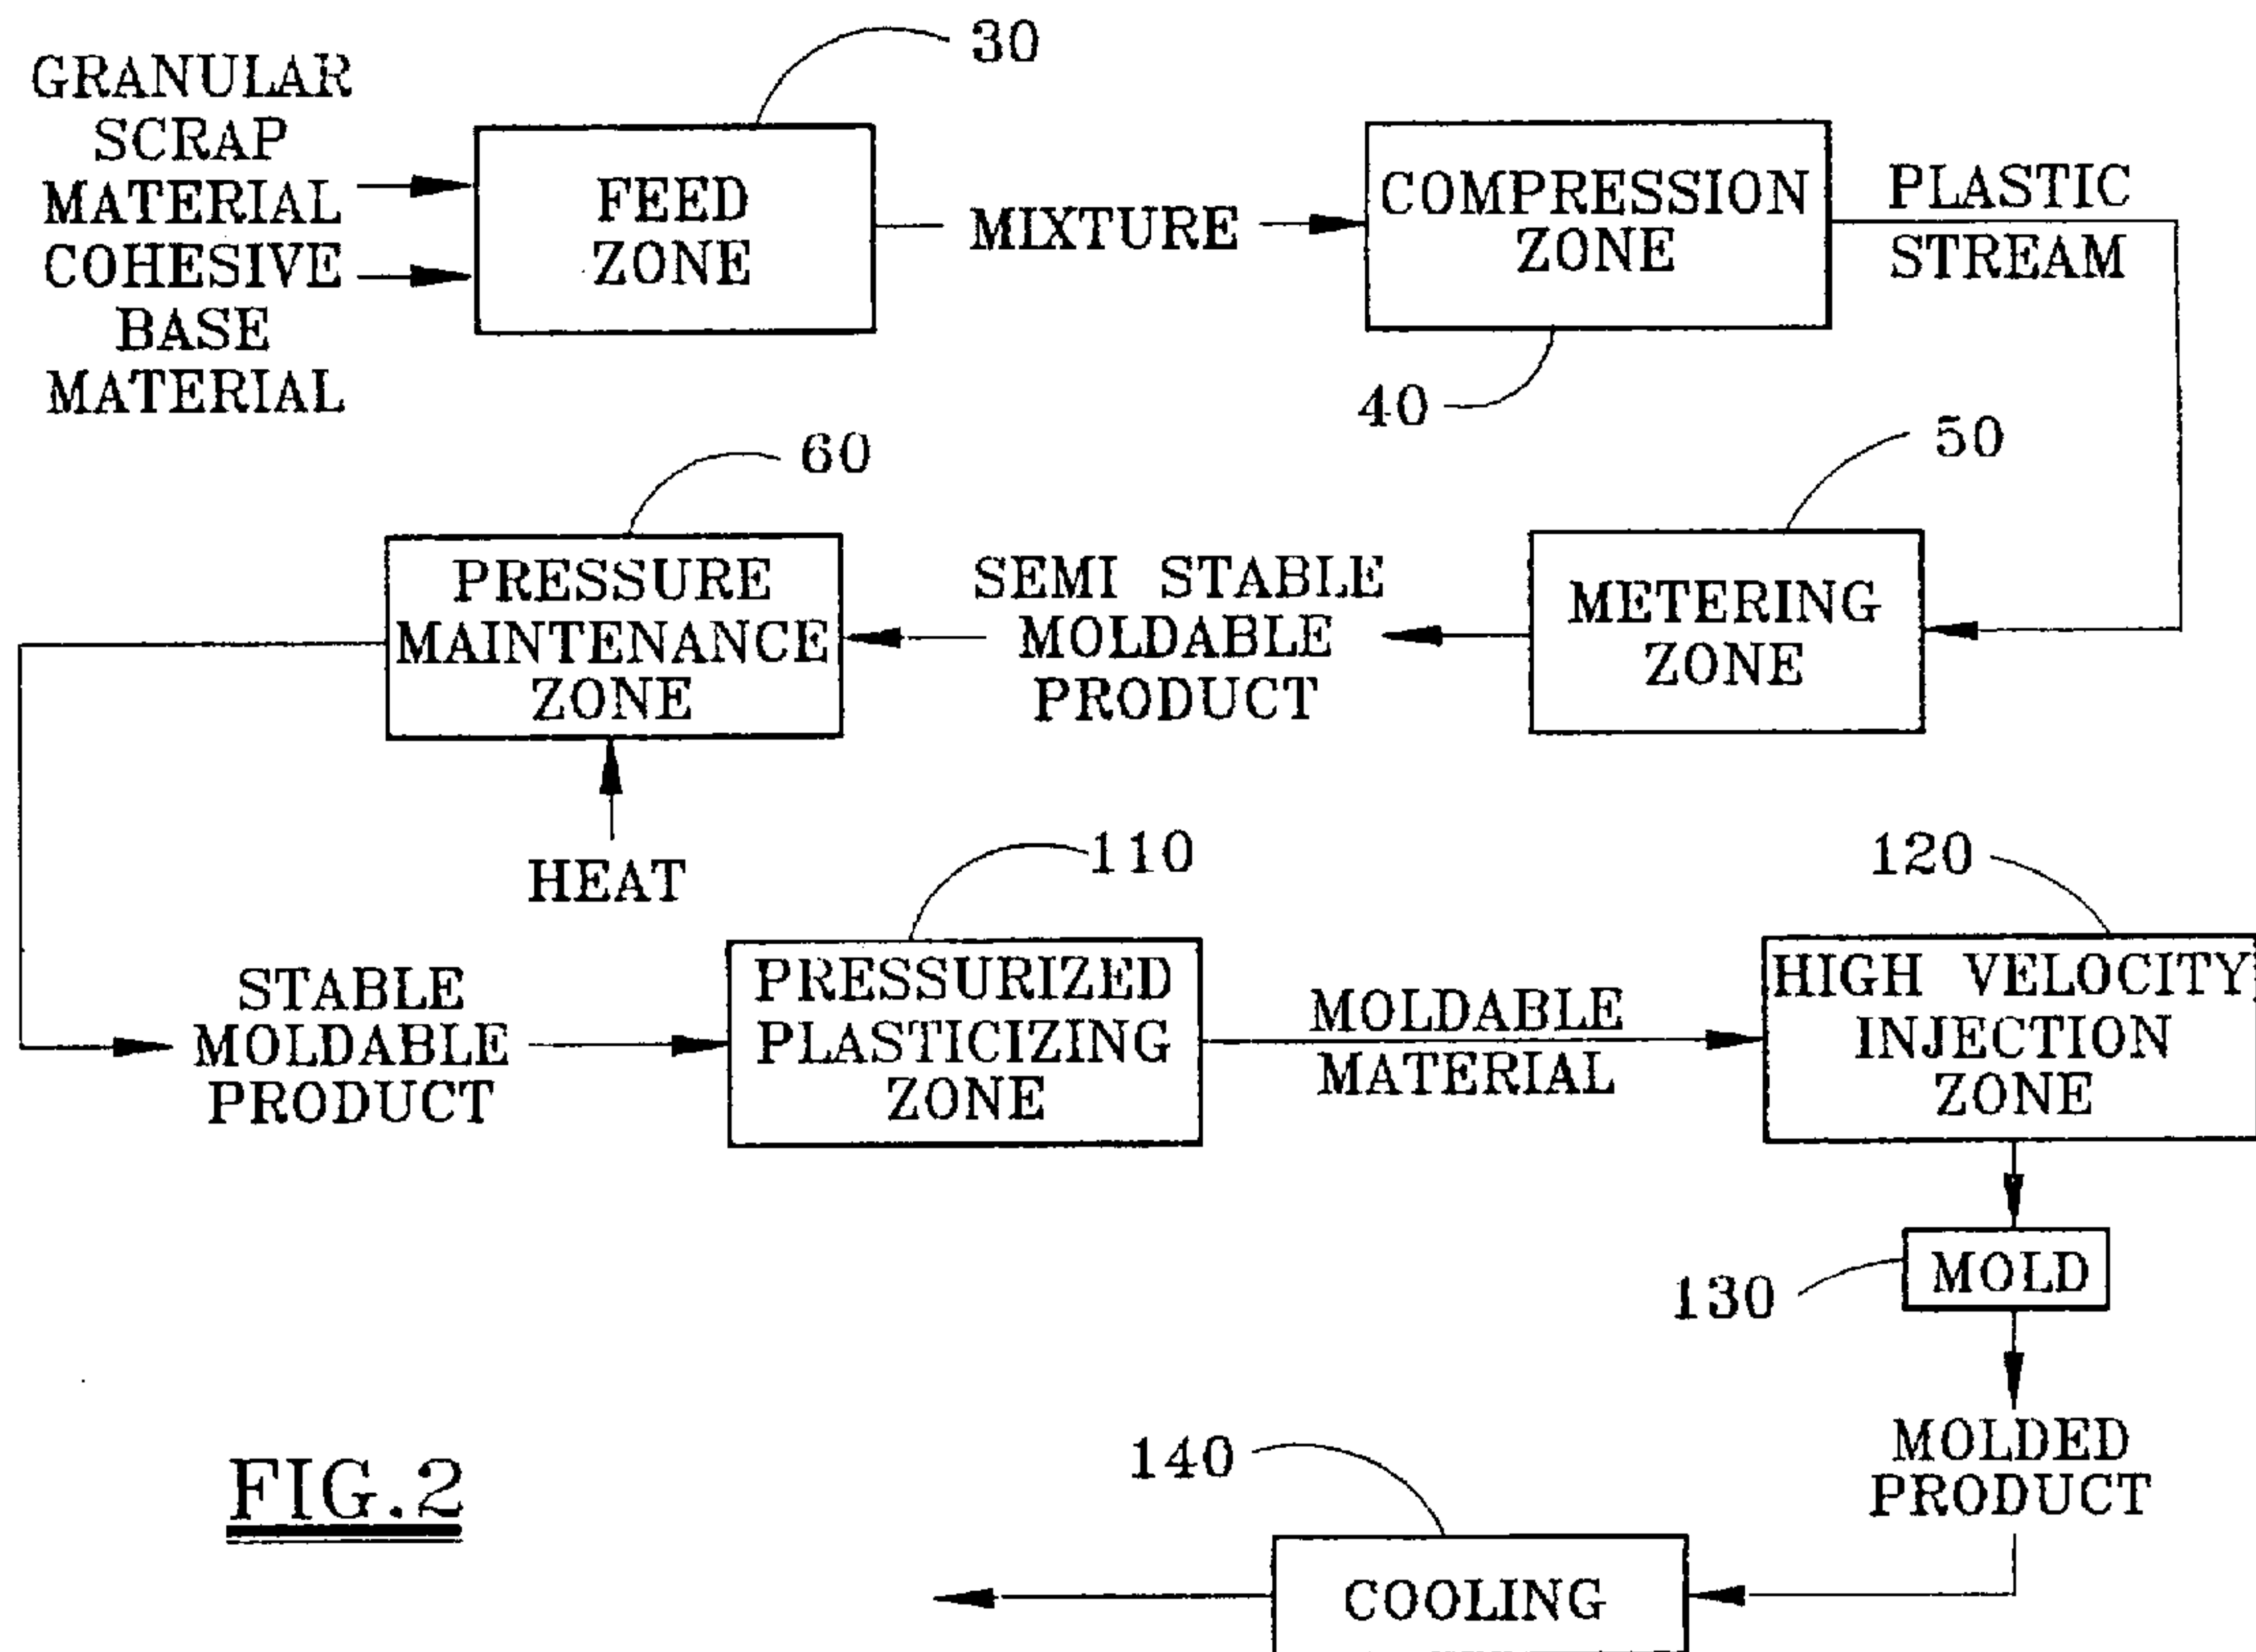 30
GRANULAR
SCRAP
MATERIAL
COHESIVE
BASE
MATERIAL
FEED
ZONE
MIXTURE
COMPRESSION
ZONE
PLASTIC
STREAM
40
50
60
PRESSURE
MAINTENANCE
ZONE
SEMI STABLE
MOLDABLE
PRODUCT
METERING
ZONE
HEAT
110
120
STABLE
MOLDABLE
PRODUCT
PRESSURIZED
PLASTICIZING
ZONE
MOLDABLE
MATERIAL
HIGH VELOCITY
INJECTION
ZONE
130
MOLD
MOLDED
PRODUCT
140
COOLING
FIG.2